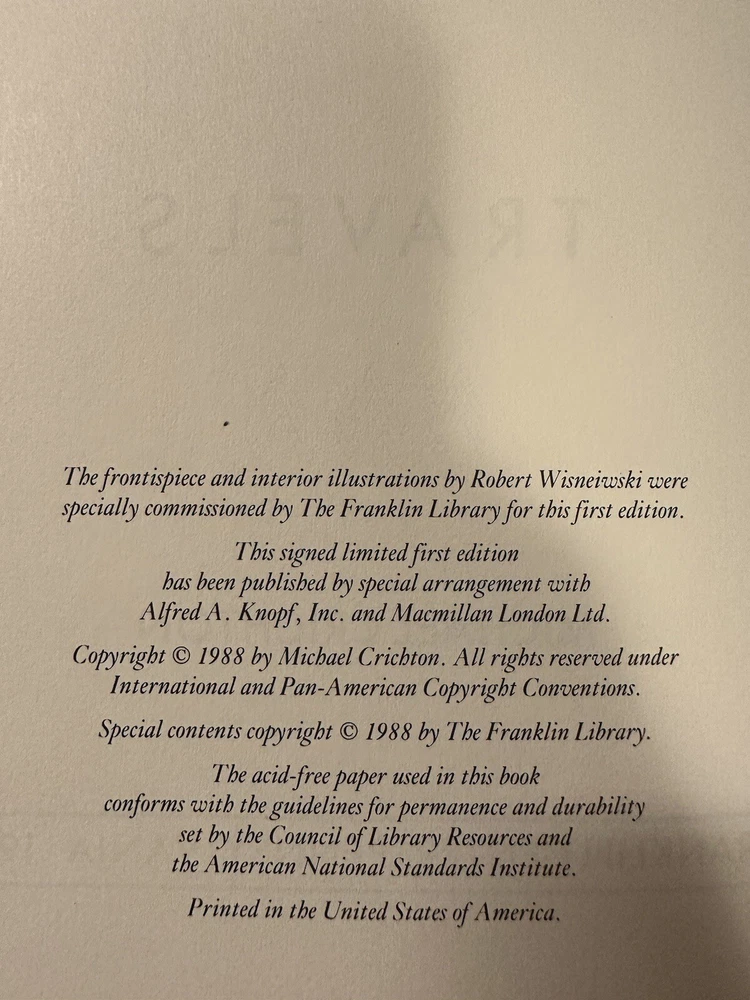 TRAVELS
The frontispiece and interior illustrations by Robert Wisneiwski were
specially commissioned by The Franklin Library for this first edition.
This signed limited first edition
has been published by special arrangement with
Alfred A. Knopf, Inc. and Macmillan London Ltd.
Copyright © 1988 by Michael Crichton. All rights reserved under
International and Pan-American Copyright Conventions.
Special contents copyright © 1988 by The Franklin Library.
The acid-free paper used in this book
conforms with the guidelines for permanence and durability
set by the Council of Library Resources and
the American National Standards Institute.
Printed in the United States of America.